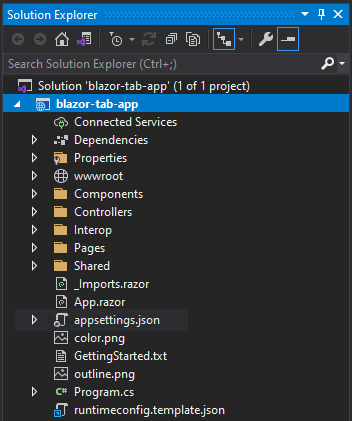 Solution Explorer
Search Solution Explorer (Ctrl+;)
Solution 'blazor-tab-app' (1 of 1 project)
blazor-tab-app
Connected Services
Dependencies
Properties
wwwroot
Components
Controllers
Interop
Pages
Shared
_Imports.razor
App.razor
appsettings.json
color.png
GettingStarted.txt
outline.png
C# Program.cs
runtimeconfig.template.json